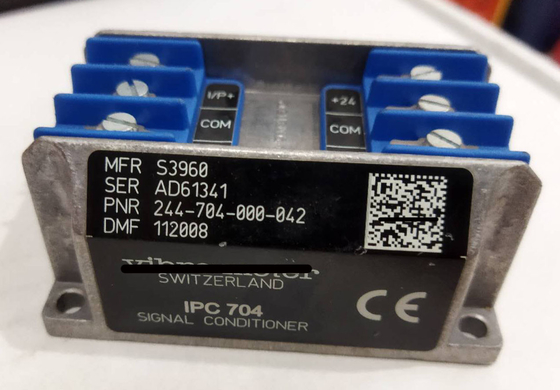 I/P+
COM
+24
COM
MFR S3960
SER AD61341
PNR 244-704-000-042
DMF 112008
SWITZERLAND
IPC 704
SIGNAL CONDITIONER
CE